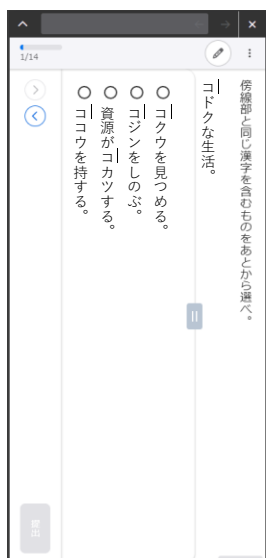 1/14
傍線部と同じ漢字を含むものをあとから選べ。
コドクな生活。
コクウを見つめる。
コジンをしのぶ。
資源がコカツする。
ココウを持する。
提出